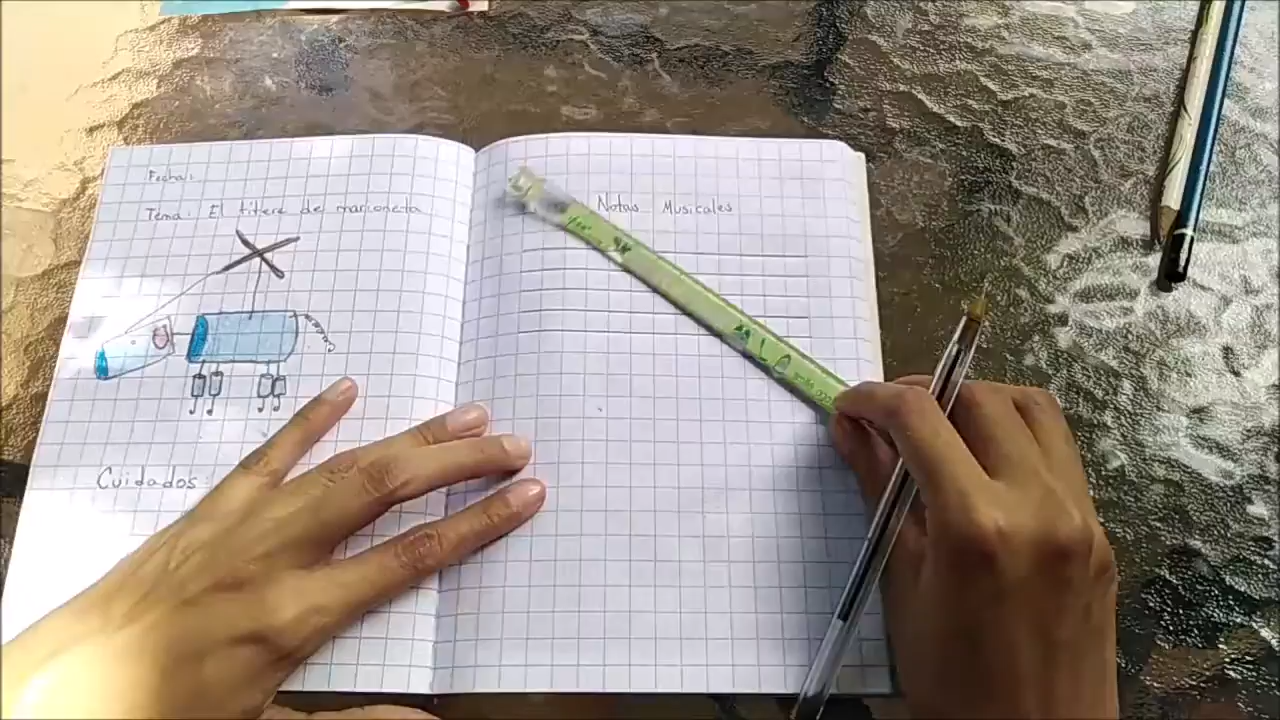 Fecha:
Tema: El títere de marioneta
Cuidados:
Notas Musicales